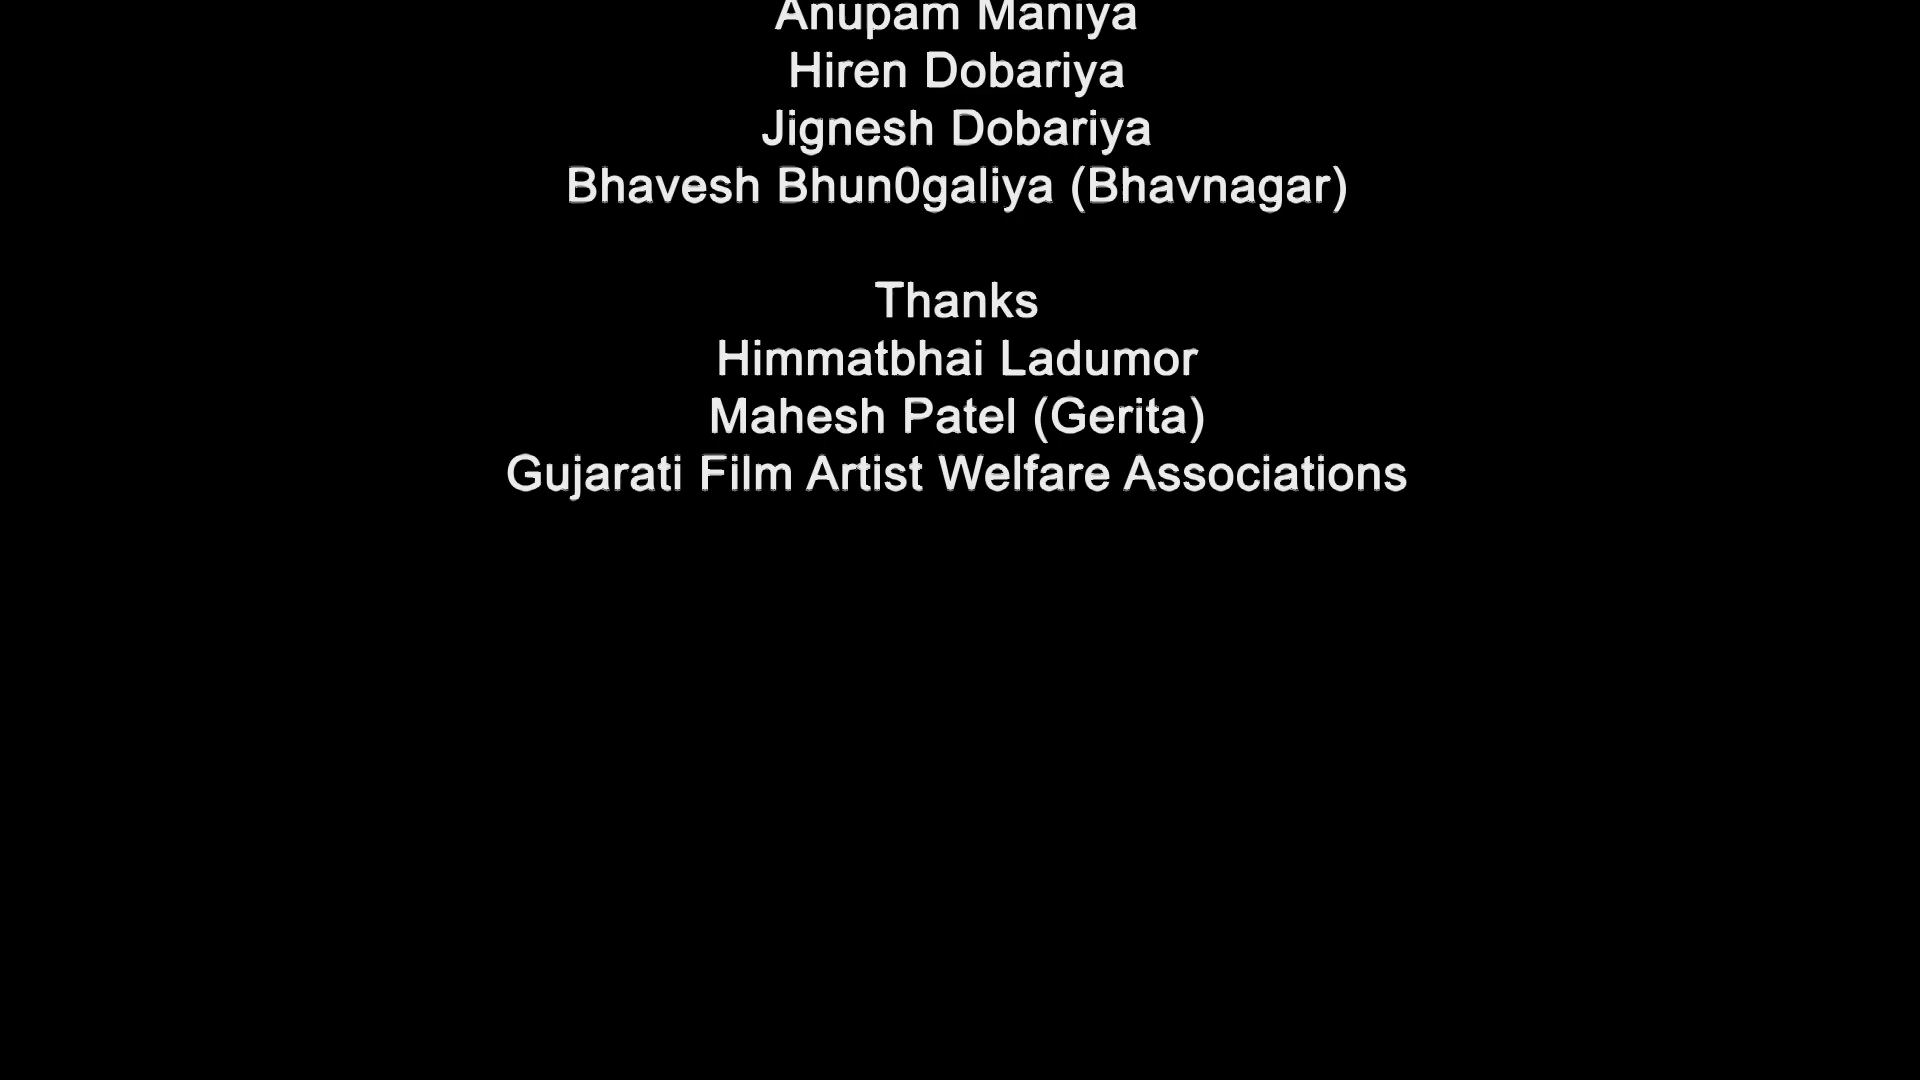 Anupam Maniya
Hiren Dobariya
Jignesh Dobariya
Bhavesh Bhun0galiya (Bhavnagar)
Thanks
Himmatbhai Ladumor
Mahesh Patel (Gerita)
Gujarati Film Artist Welfare Associations